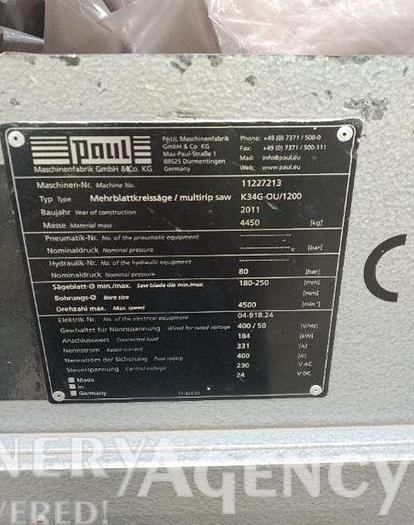 Paul
Maschinenfabrik GmbH & Co. KG
PAUL Maschinenfabrik
GmbH & Co. KG
Max-Paul-Straße 1
88525 Dürmentingen
Germany
Phone: +49 (0) 7371 / 500-0
Fax: +49 (0) 7371 / 500-111
Mail: info@paul.eu
Web: www.paul.eu
Maschinen-Nr. Machine No. 11227213
Typ Type Mehrblattkreissäge / multirip saw K34G-OU/1200
Baujahr Year of construction 2011
Masse Material mass 4450 [kg]
Pneumatik-Nr. No. of the pneumatic equipment
Nominaldruck Nominal pressure [bar]
Hydraulik-Nr. No. of the hydraulic equipment
Nominaldruck Nominal pressure 80 [bar]
Sägeblatt-Ø min./max. Saw blade dia min./max. 180-250 [mm]
Bohrungs-Ø Bore size [mm]
Drehzahl max. Max. speed 4500 [min⁻¹]
Elektrik-Nr. No. of the electrical equipment 04-918.24
Geschaltet für Nennspannung Wired for rated voltage 400 / 50 [V/Hz]
Anschlusswert Connected load 184 [kW]
Nennstrom Rated current 331 [A]
Nennstrom der Sicherung Fuse rating 400 [A]
Steuerspannung Control voltage 230 V AC
24 V DC
Made
in
Germany
C
NERY AGENCY
VERED!